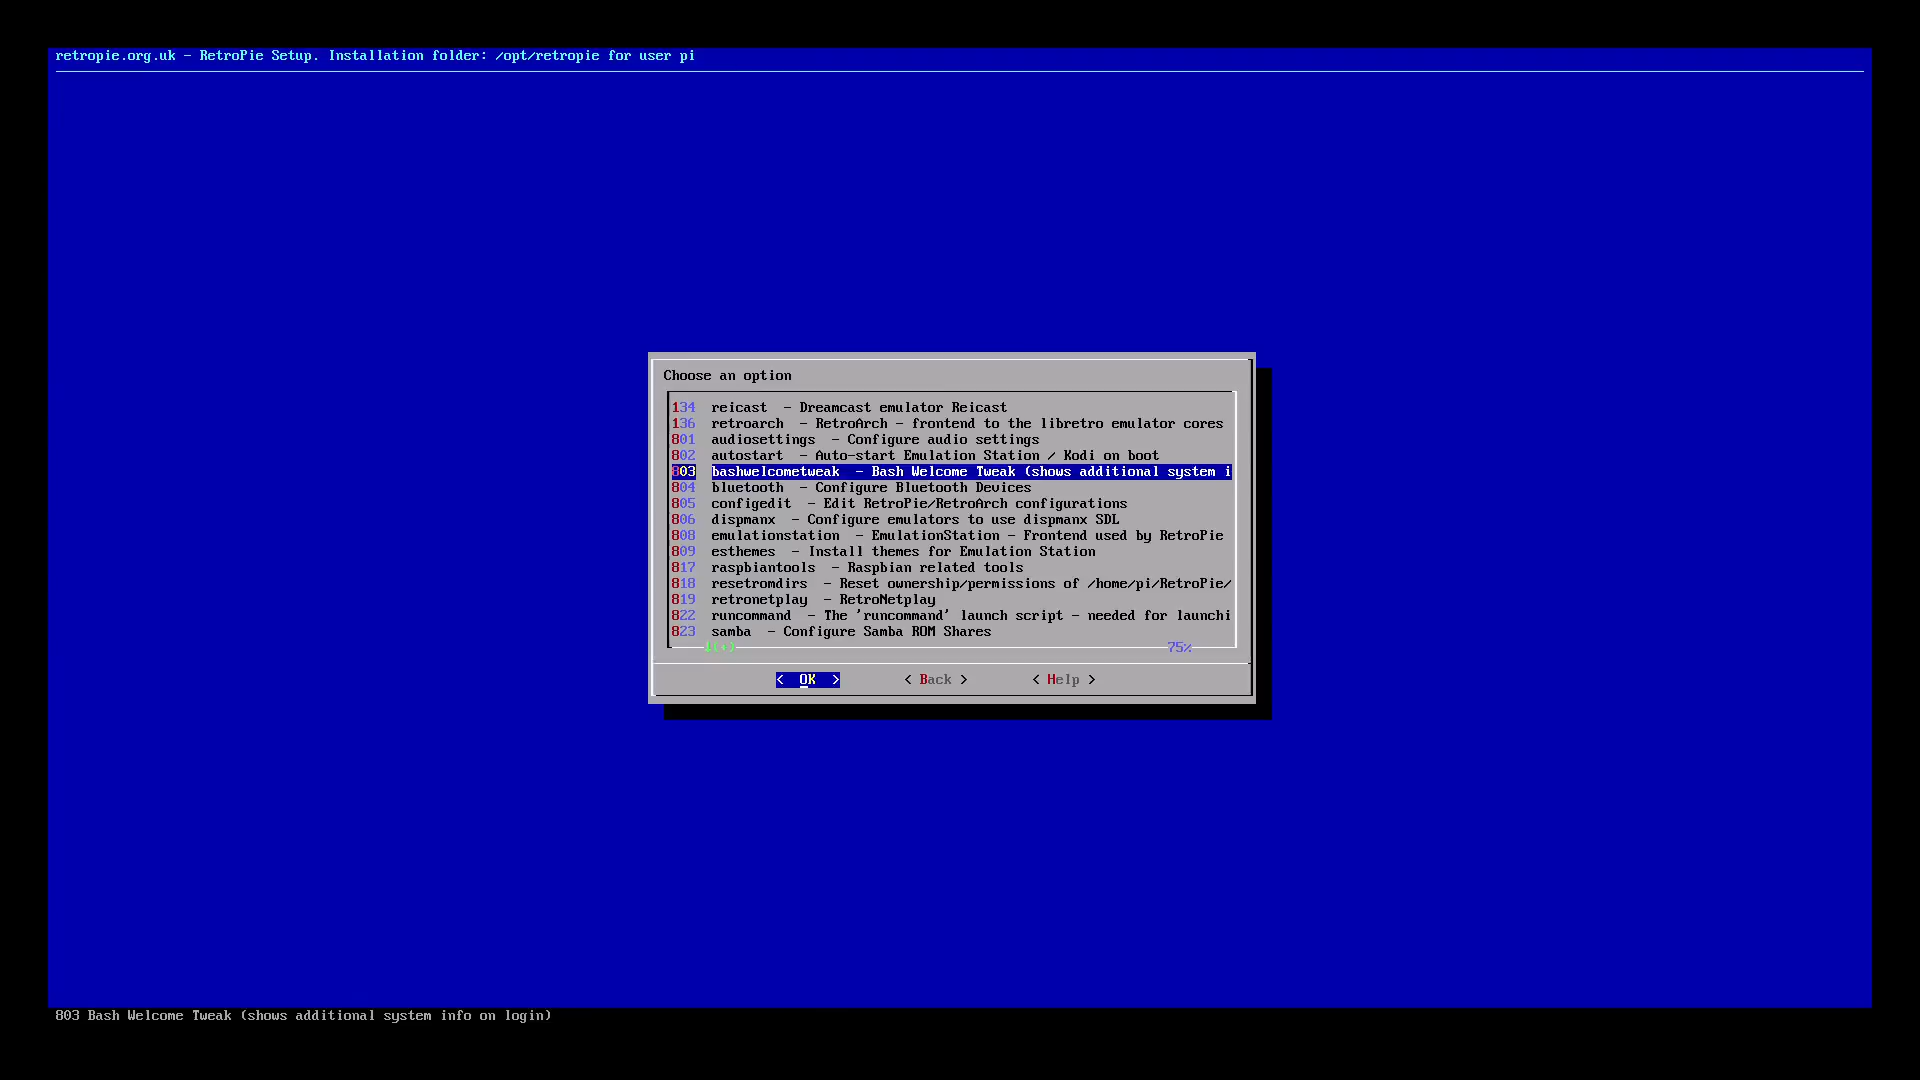 retropie.org.uk - RetroPie Setup. Installation folder: /opt/retropie for user pi
Choose an option
134 reicast - Dreamcast emulator Reicast
136 retroarch - RetroArch - frontend to the libretro emulator cores
801 audiosettings - Configure audio settings
802 autostart - Auto-start Emulation Station / Kodi on boot
803 bashwelcometweak - Bash Welcome Tweak (shows additional system i
804 bluetooth - Configure Bluetooth Devices
805 configedit - Edit RetroPie/RetroArch configurations
806 dispmanx - Configure emulators to use dispmanx SDL
808 emulationstation - EmulationStation - Frontend used by RetroPie
809 esthemes - Install themes for Emulation Station
817 raspbiantools - Raspbian related tools
818 resetromdirs - Reset ownership/permissions of /home/pi/RetroPie/
819 retronetplay - RetroNetplay
822 runcommand - The 'runcommand' launch script - needed for launchi
823 samba - Configure Samba ROM Shares
↓(+) 75%
< OK > < Back > < Help >
803 Bash Welcome Tweak (shows additional system info on login)